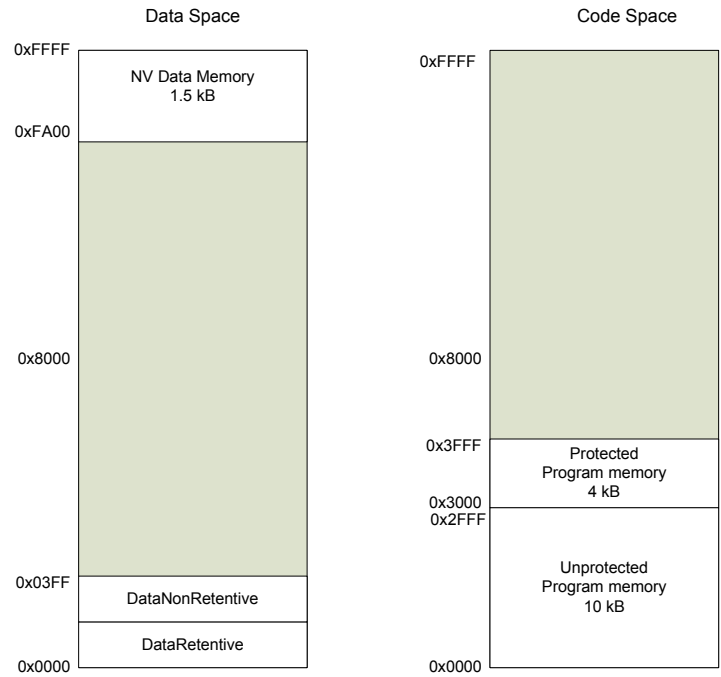 Data Space
0xFFFF
NV Data Memory
1.5 kB
0xFA00
0x8000
0x03FF
DataNonRetentive
DataRetentive
0x0000
Code Space
0xFFFF
0x8000
0x3FFF
Protected
Program memory
4 kB
0x3000
0x2FFF
Unprotected
Program memory
10 kB
0x0000